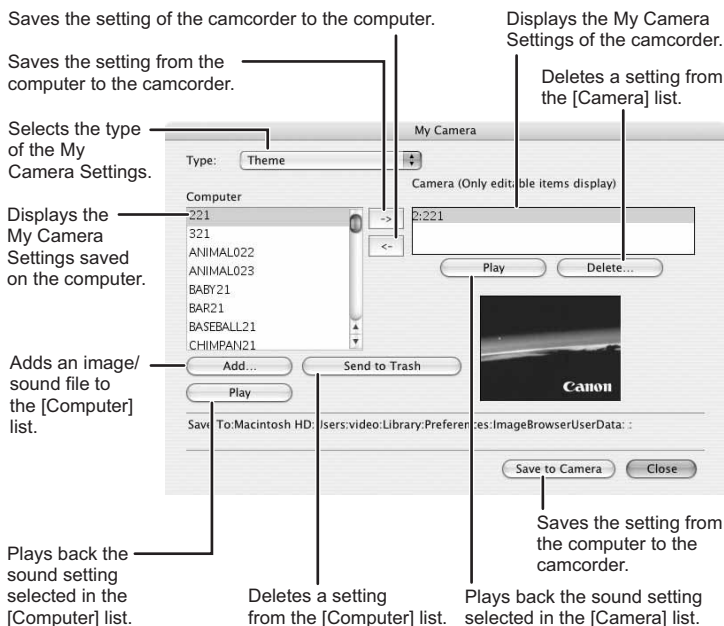 Saves the setting of the camcorder to the computer.
Displays the My Camera
Settings of the camcorder.
Saves the setting from the
computer to the camcorder.
Deletes a setting from
the [Camera] list.
Selects the type
of the My
Camera Settings.
My Camera
Type: Theme
Camera (Only editable items display)
Computer
Displays the
My Camera
Settings saved
on the computer.
221
321
ANIMAL022
ANIMAL023
BABY21
BAR21
BASEBALL21
CHIMPAN21
->
<-
2:221
Play Delete...
Canon
Adds an image/
sound file to
the [Computer]
list.
Add... Send to Trash
Play
Save To:Macintosh HD:Users:video:Library:Preferences:ImageBrowserUserData: :
Save to Camera Close
Saves the setting from
the computer to the
camcorder.
Plays back the
sound setting
selected in the
[Computer] list.
Deletes a setting
from the [Computer] list.
Plays back the sound setting
selected in the [Camera] list.